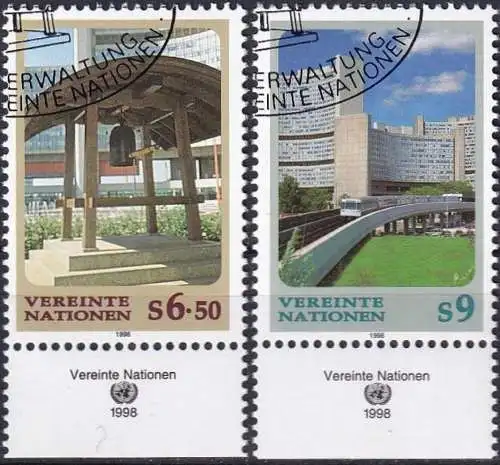 ERWALTUNG
EINTE NATIONEN
VEREINTE
NATIONEN
S6·50
1998
Vereinte Nationen
1998
ERWALTUNG
EINTE NATIONEN
VEREINTE
NATIONEN
S9
1998
Vereinte Nationen
1998